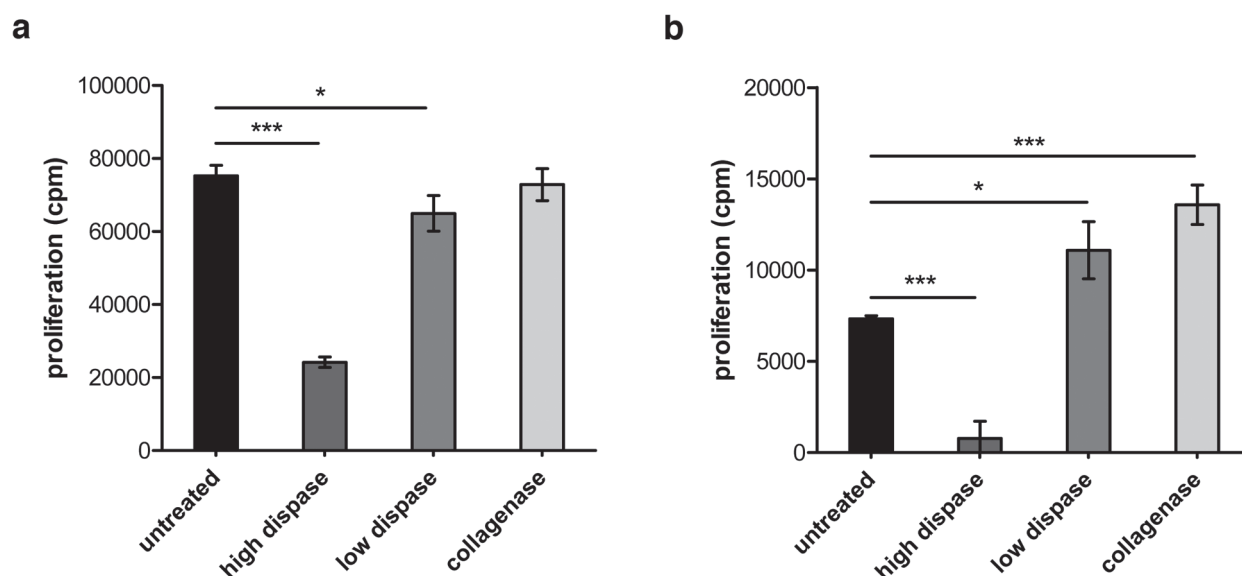 a
100000
80000
60000
40000
20000
0
proliferation (cpm)
*
***
untreated
high dispase
low dispase
collagenase
b
20000
15000
10000
5000
0
proliferation (cpm)
***
*
***
untreated
high dispase
low dispase
collagenase